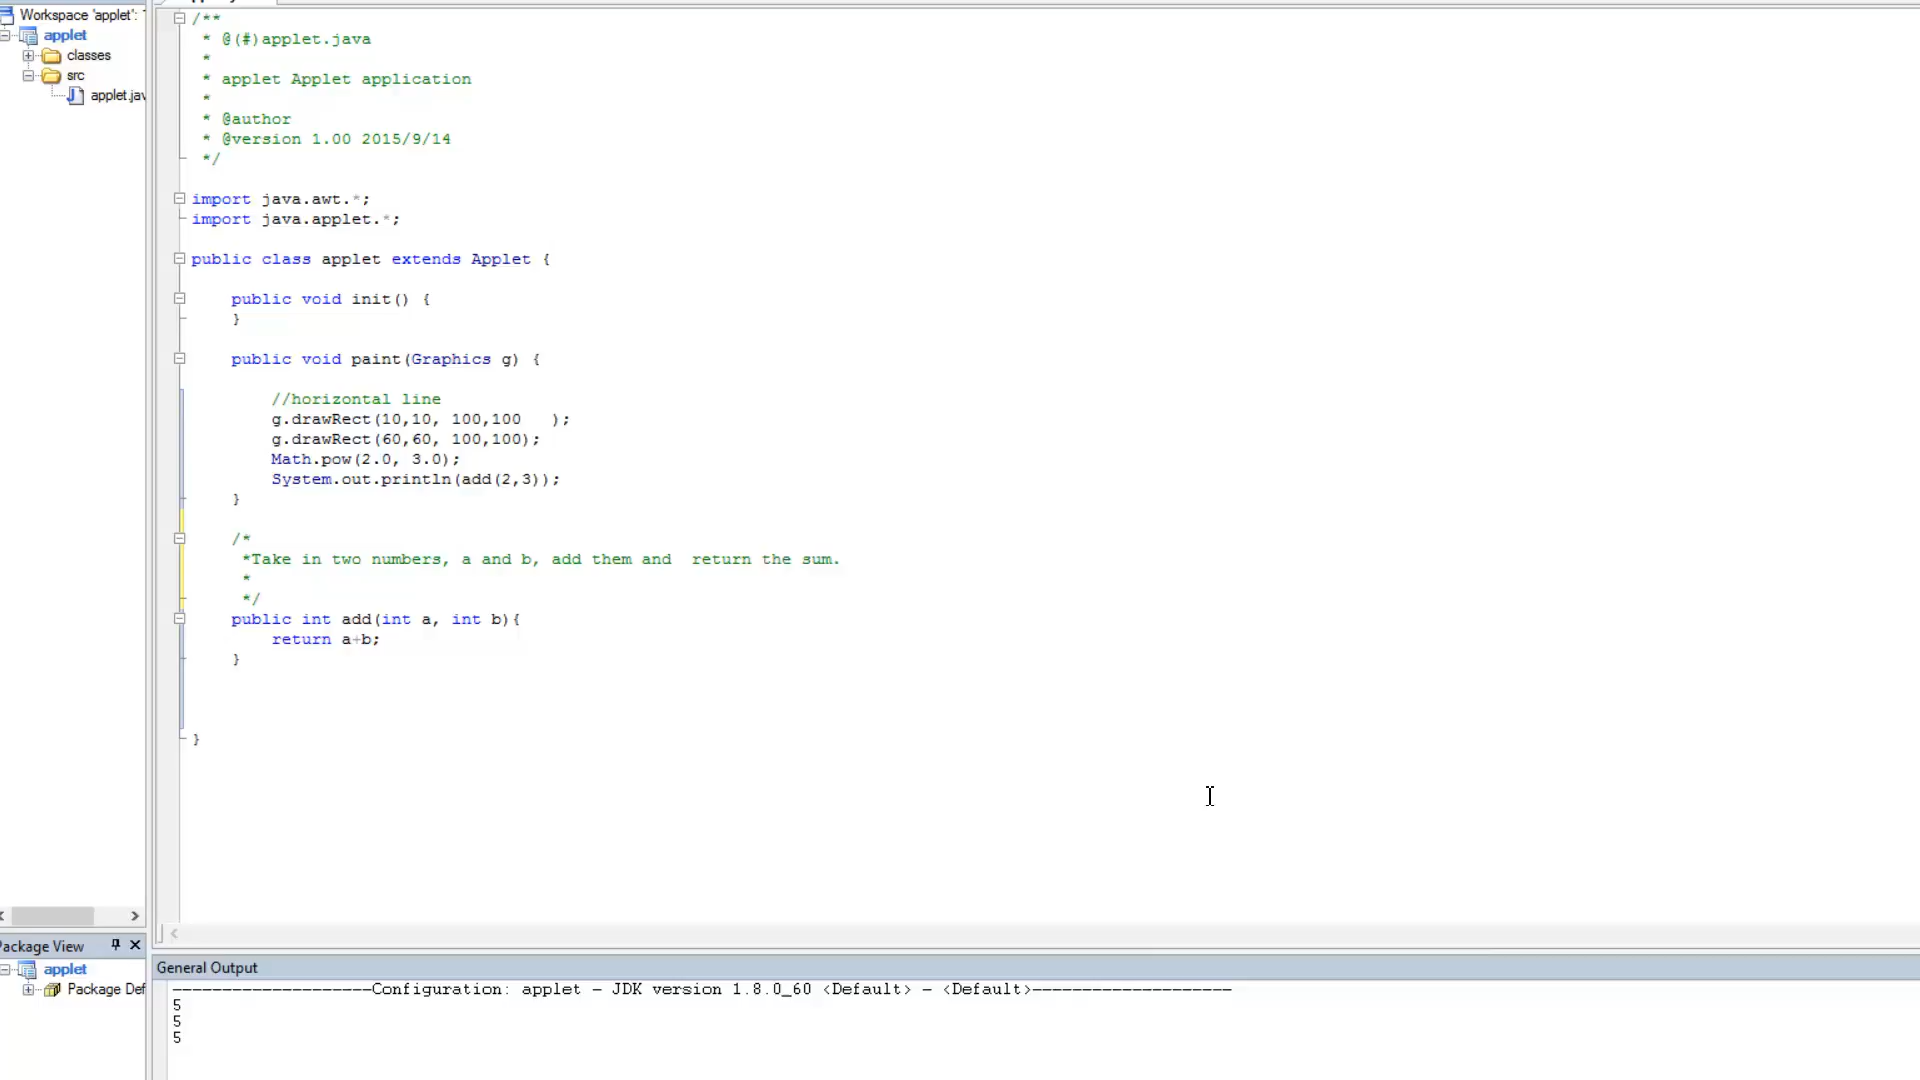 Workspace 'applet':
applet
classes
src
applet.jav
/**
* @(#)applet.java
*
* applet Applet application
*
* @author
* @version 1.00 2015/9/14
*/
import java.awt.*;
import java.applet.*;
public class applet extends Applet {
public void init() {
}
public void paint(Graphics g) {
//horizontal line
g.drawRect(10,10, 100,100   );
g.drawRect(60,60, 100,100);
Math.pow(2.0, 3.0);
System.out.println(add(2,3));
}
/*
*Take in two numbers, a and b, add them and  return the sum.
*
*/
public int add(int a, int b){
return a+b;
}
}
Package View
applet
Package Def
General Output
--------------------Configuration: applet - JDK version 1.8.0_60 <Default> - <Default>--------------------
5
5
5